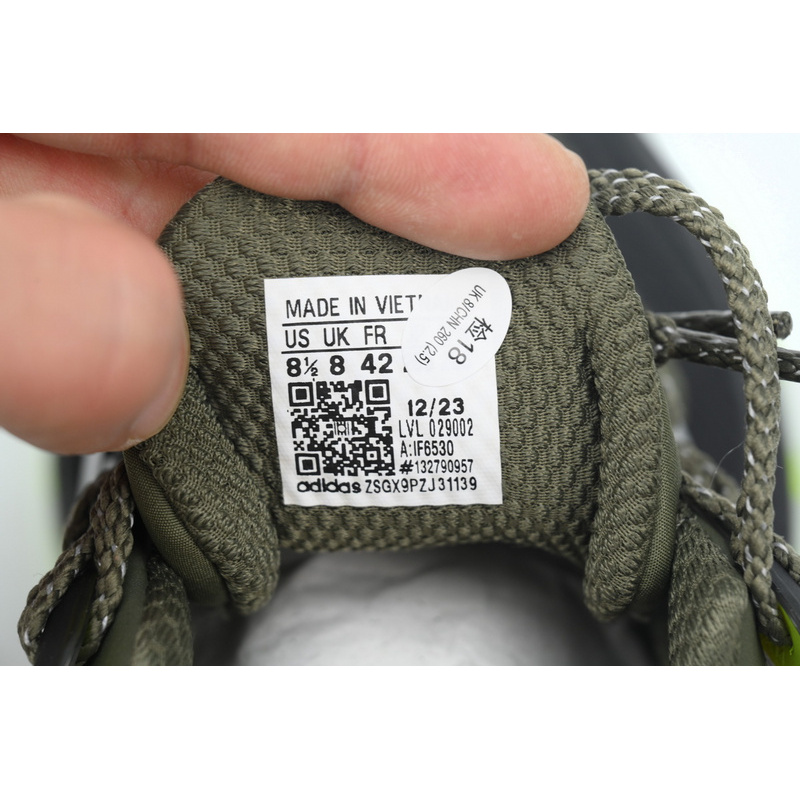 MADE IN VIET
US UK FR
8½ 8 42
12/23
LVL 029002
A:IF6530
#132790957
adidas ZSGX9PZJ31139
UK 8/CHN 260 (2.5)
检18